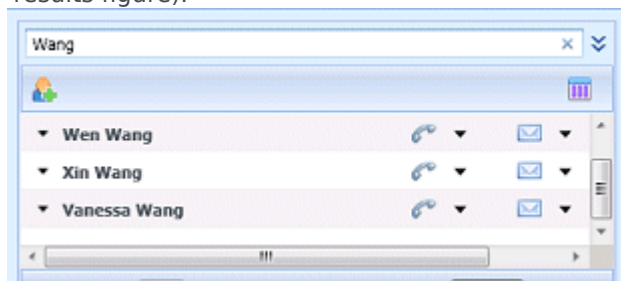 results figure).
Wang
Wen Wang
Xin Wang
Vanessa Wang